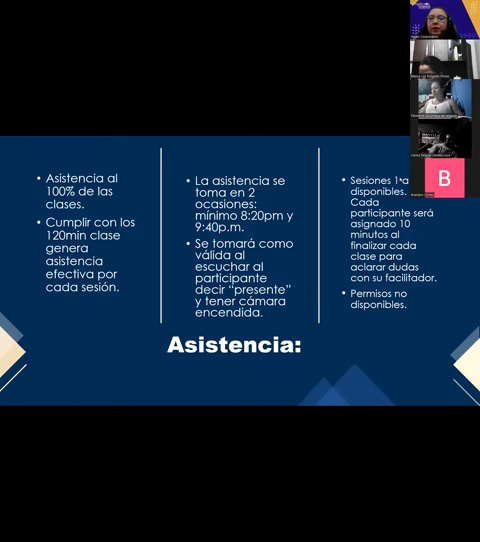 • Asistencia al
100% de las
clases.
• Cumplir con los
120min clase
genera
asistencia
efectiva por
cada sesión.
• La asistencia se
toma en 2
ocasiones:
mínimo 8:20pm y
9:40p.m.
• Se tomará como
válida al
escuchar al
participante
decir “presente”
y tener cámara
encendida.
• Sesiones 1 a
disponibles.
Cada
participante será
asignado 10
minutos al
finalizar cada
clase para
aclarar dudas
con su facilitador.
• Permisos no
disponibles.
Asistencia:
B